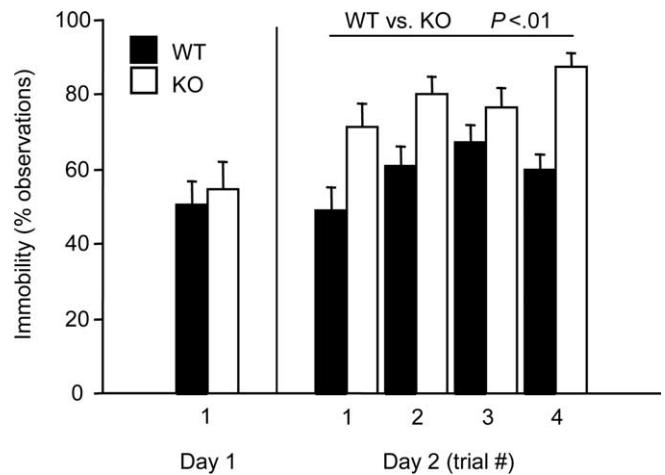 100
80
60
40
20
0
Immobility (% observations)
WT
KO
WT vs. KO P<.01
1
1 2 3 4
Day 1
Day 2 (trial #)